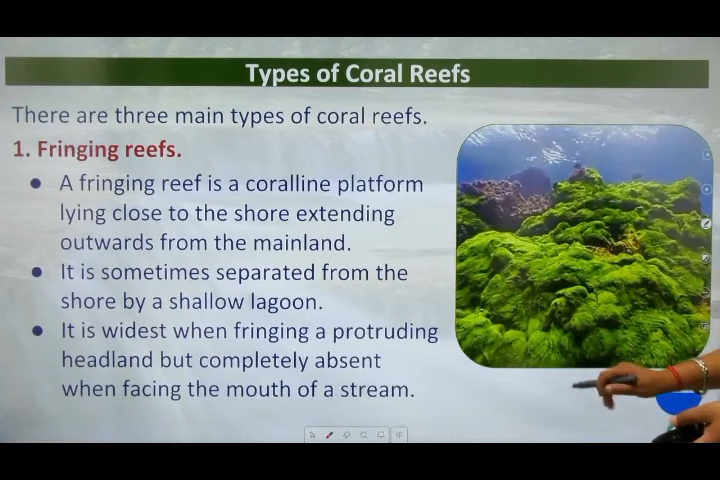 Types of Coral Reefs
There are three main types of coral reefs.
1. Fringing reefs.
● A fringing reef is a coralline platform
lying close to the shore extending
outwards from the mainland.
● It is sometimes separated from the
shore by a shallow lagoon.
● It is widest when fringing a protruding
headland but completely absent
when facing the mouth of a stream.